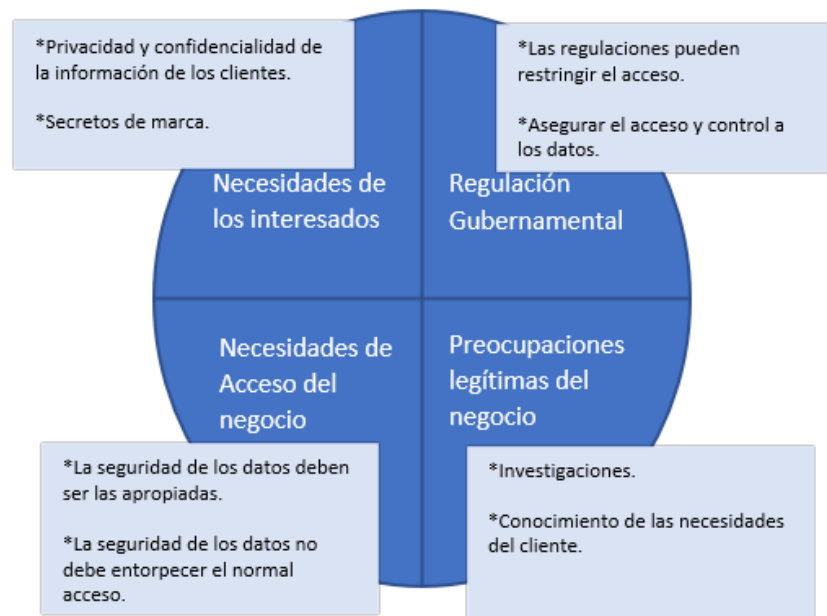 *Privacidad y confidencialidad de
la información de los clientes.
*Secretos de marca.
*Las regulaciones pueden
restringir el acceso.
*Asegurar el acceso y control a
los datos.
Necesidades de
los interesados
Regulación
Gubernamental
Necesidades de
Acceso del
negocio
Preocupaciones
legítimas del
negocio
*La seguridad de los datos deben
ser las apropiadas.
*La seguridad de los datos no
debe entorpecer el normal
acceso.
*Investigaciones.
*Conocimiento de las necesidades
del cliente.